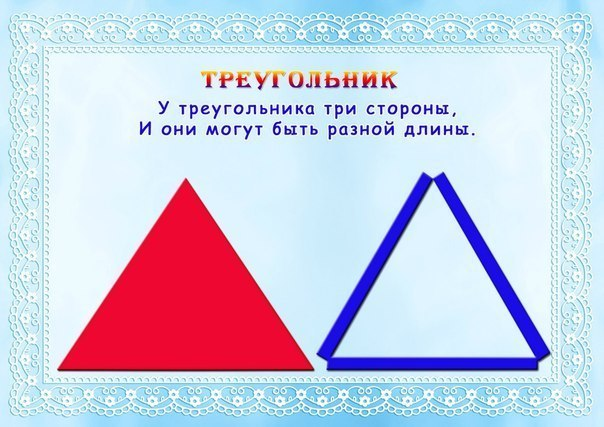 ТРЕУГОЛЬНИК
У треугольника три стороны,
И они могут быть разной длины.